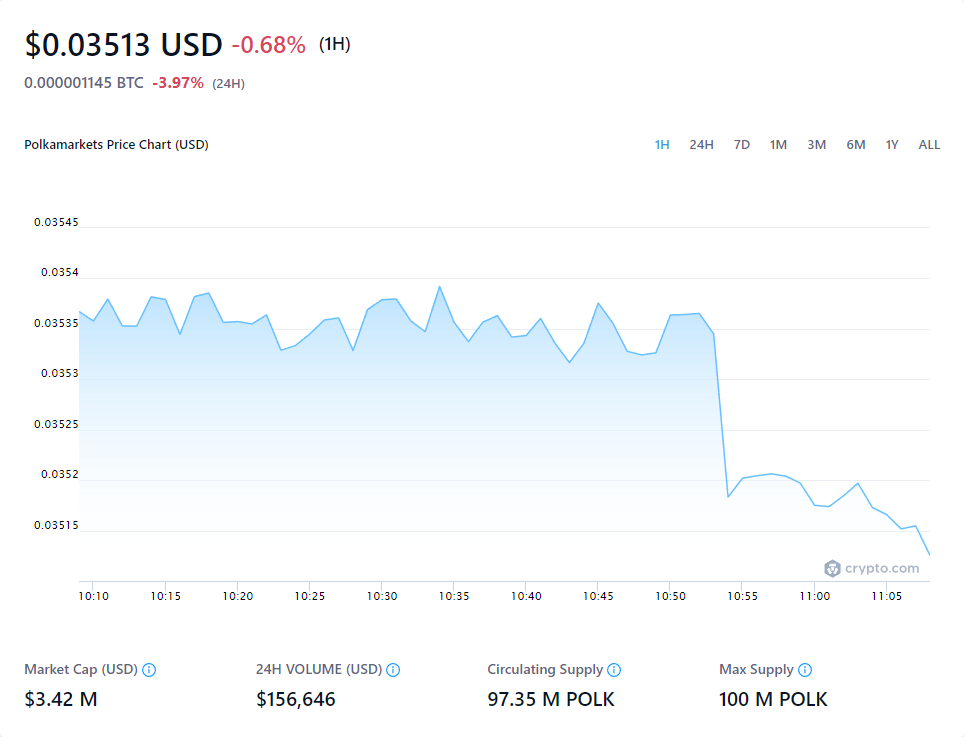 $0.03513 USD -0.68% (1H)
0.000001145 BTC -3.97% (24H)
Polkamarkets Price Chart (USD) 1H 24H 7D 1M 3M 6M 1Y ALL
0.03545
0.0354
0.03535
0.0353
0.03525
0.0352
0.03515
crypto.com
10:10 10:15 10:20 10:25 10:30 10:35 10:40 10:45 10:50 10:55 11:00 11:05
Market Cap (USD) 24H VOLUME (USD) Circulating Supply Max Supply
$3.42 M $156,646 97.35 M POLK 100 M POLK